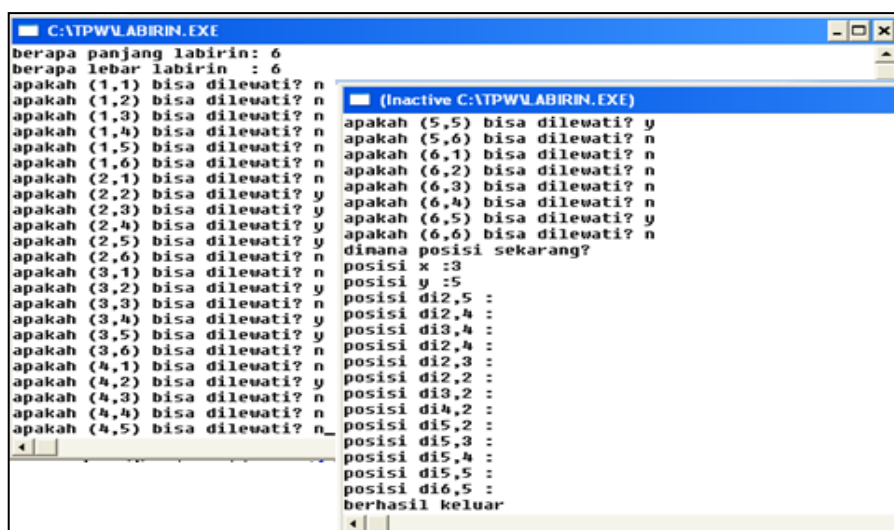 C:\TPW\LABIRIN.EXE
berapa panjang labirin: 6
berapa lebar labirin  : 6
apakah (1,1) bisa dilewati? n
apakah (1,2) bisa dilewati? n
apakah (1,3) bisa dilewati? n
apakah (1,4) bisa dilewati? n
apakah (1,5) bisa dilewati? n
apakah (1,6) bisa dilewati? n
apakah (2,1) bisa dilewati? n
apakah (2,2) bisa dilewati? y
apakah (2,3) bisa dilewati? y
apakah (2,4) bisa dilewati? y
apakah (2,5) bisa dilewati? y
apakah (2,6) bisa dilewati? n
apakah (3,1) bisa dilewati? n
apakah (3,2) bisa dilewati? y
apakah (3,3) bisa dilewati? n
apakah (3,4) bisa dilewati? y
apakah (3,5) bisa dilewati? y
apakah (3,6) bisa dilewati? n
apakah (4,1) bisa dilewati? n
apakah (4,2) bisa dilewati? y
apakah (4,3) bisa dilewati? n
apakah (4,4) bisa dilewati? n
apakah (4,5) bisa dilewati? n_
(Inactive C:\TPW\LABIRIN.EXE)
apakah (5,5) bisa dilewati? y
apakah (5,6) bisa dilewati? n
apakah (6,1) bisa dilewati? n
apakah (6,2) bisa dilewati? n
apakah (6,3) bisa dilewati? n
apakah (6,4) bisa dilewati? n
apakah (6,5) bisa dilewati? y
apakah (6,6) bisa dilewati? n
dimana posisi sekarang?
posisi x :3
posisi y :5
posisi di2,5 :
posisi di2,4 :
posisi di3,4 :
posisi di2,4 :
posisi di2,3 :
posisi di2,2 :
posisi di3,2 :
posisi di4,2 :
posisi di5,2 :
posisi di5,3 :
posisi di5,4 :
posisi di5,5 :
posisi di6,5 :
berhasil keluar